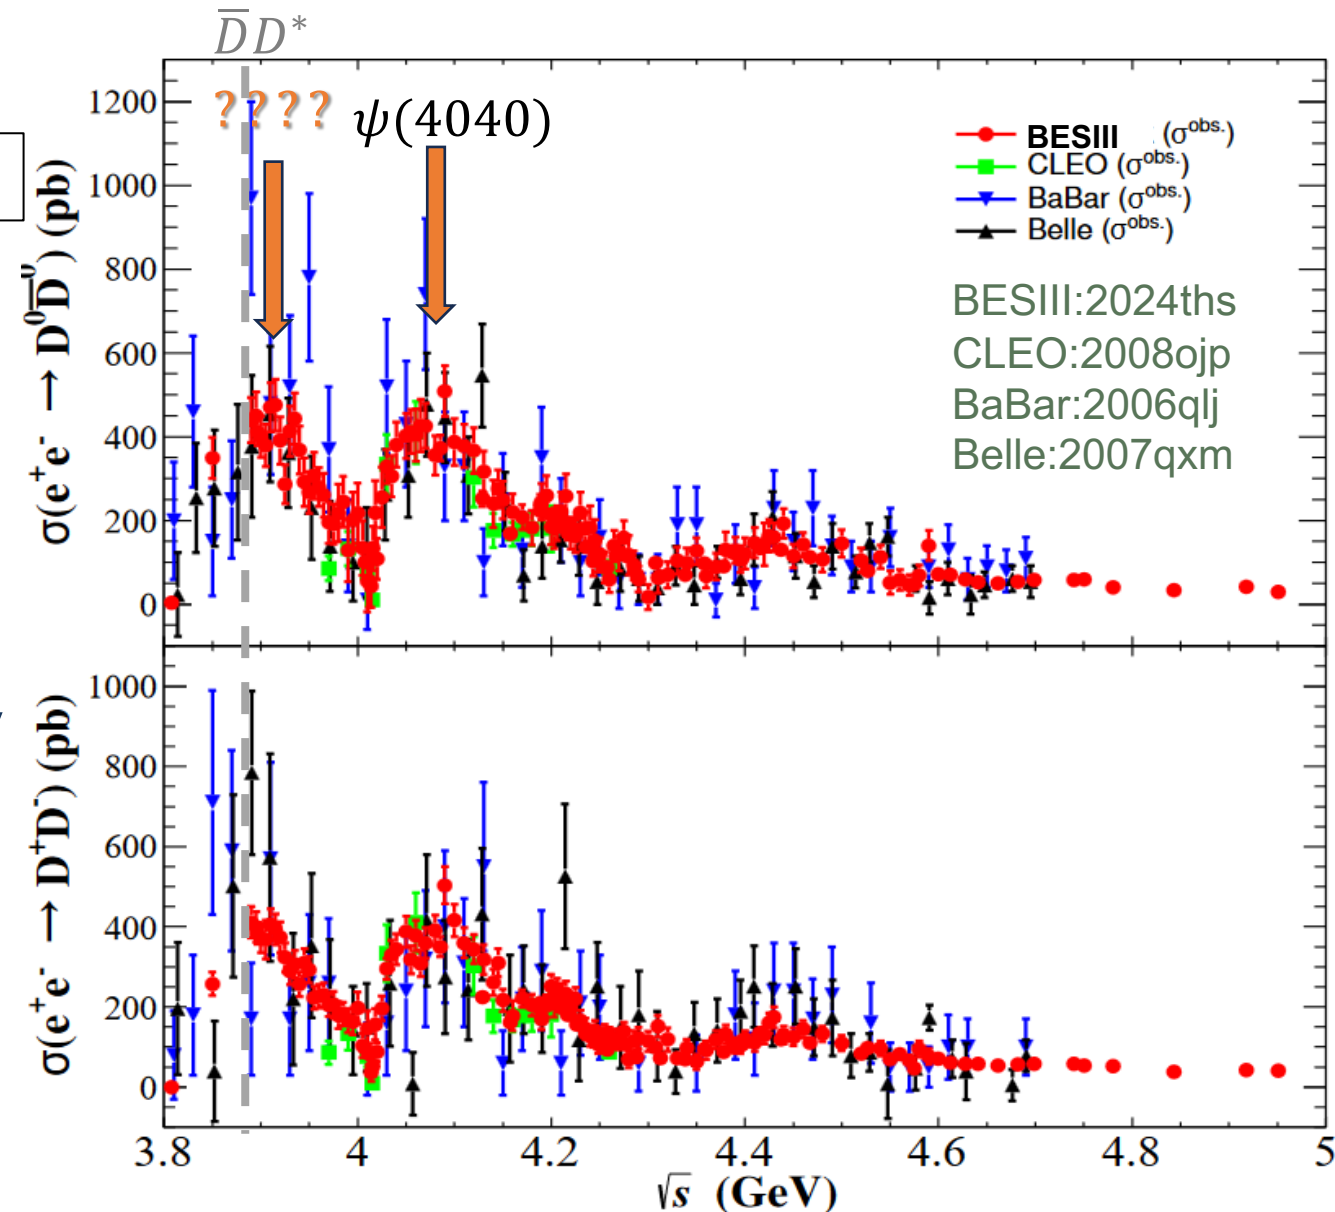 D̅D*
???? ψ(4040)
BESIII (σ^obs.)
CLEO (σ^obs.)
BaBar (σ^obs.)
Belle (σ^obs.)
BESIII:2024ths
CLEO:2008ojp
BaBar:2006qlj
Belle:2007qxm
σ(e⁺e⁻ → D⁰D̅⁰) (pb)
1200
1000
800
600
400
200
0
σ(e⁺e⁻ → D⁺D⁻) (pb)
1000
800
600
400
200
0
3.8 4 4.2 4.4 4.6 4.8 5
√s (GeV)